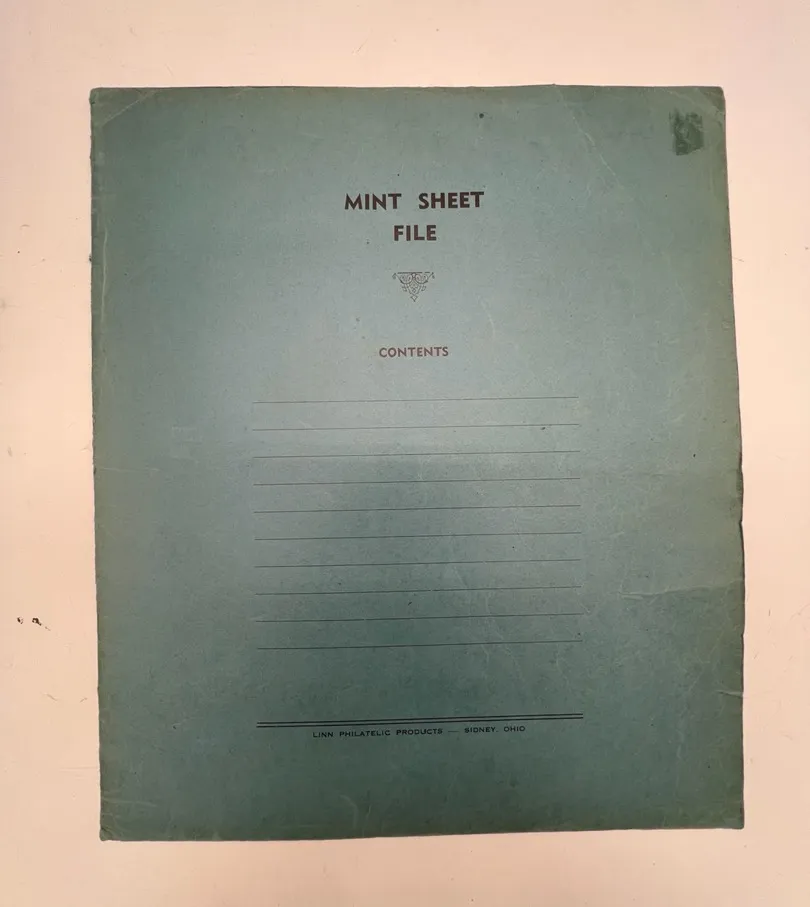 MINT SHEET
FILE
CONTENTS
LINN PHILATELIC PRODUCTS — SIDNEY, OHIO